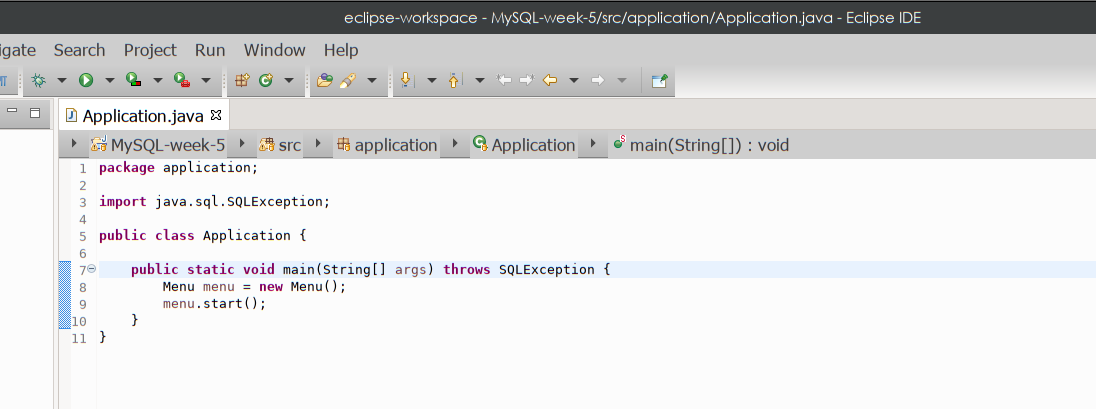 eclipse-workspace - MySQL-week-5/src/application/Application.java - Eclipse IDE
igate Search Project Run Window Help
Application.java
MySQL-week-5 src application Application main(String[]) : void
1 package application;
2
3 import java.sql.SQLException;
4
5 public class Application {
6
7 public static void main(String[] args) throws SQLException {
8 Menu menu = new Menu();
9 menu.start();
10 }
11 }